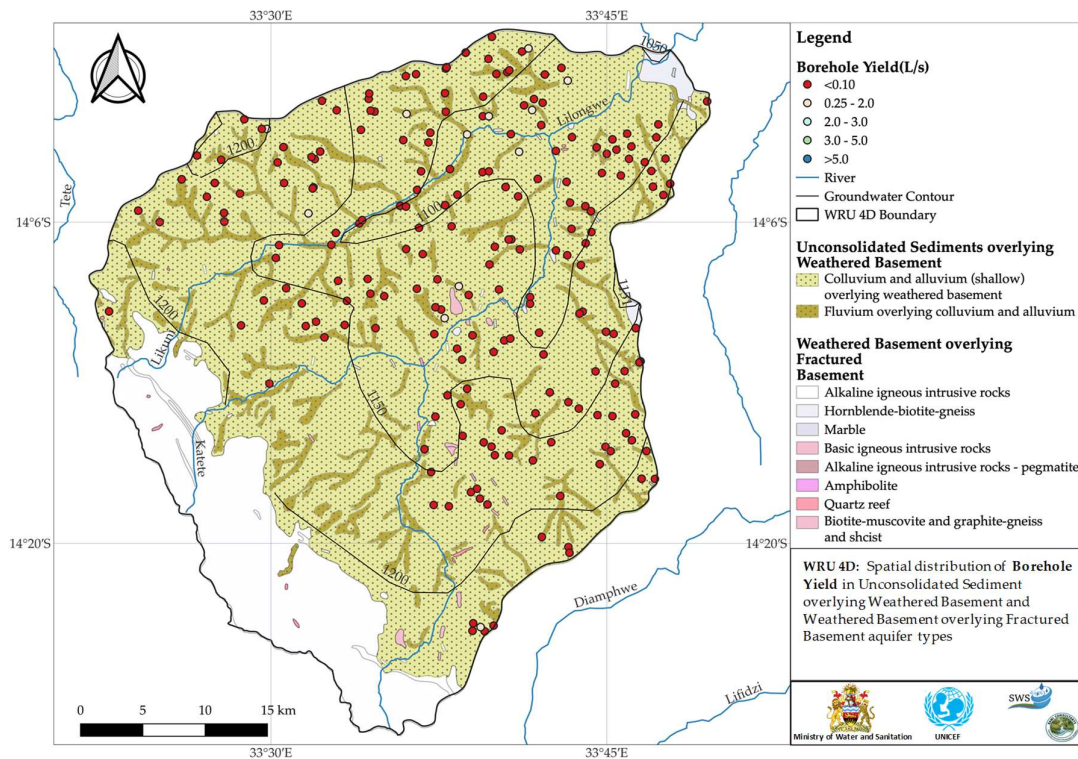 33°30'E
33°45'E
1050
Lilongwe
1200
Tete
1100
14°6'S
14°6'S
1200
1151
Likuni
1150
Katete
14°20'S
14°20'S
1200
Diamphwe
Lifidzi
0 5 10 15 km
33°30'E
33°45'E
Legend
Borehole Yield(L/s)
<0.10
0.25 - 2.0
2.0 - 3.0
3.0 - 5.0
>5.0
River
Groundwater Contour
WRU 4D Boundary
Unconsolidated Sediments overlying
Weathered Basement
Colluvium and alluvium (shallow)
overlying weathered basement
Fluvium overlying colluvium and alluvium
Weathered Basement overlying
Fractured
Basement
Alkaline igneous intrusive rocks
Hornblende-biotite-gneiss
Marble
Basic igneous intrusive rocks
Alkaline igneous intrusive rocks - pegmatite
Amphibolite
Quartz reef
Biotite-muscovite and graphite-gneiss
and shcist
WRU 4D: Spatial distribution of Borehole
Yield in Unconsolidated Sediment
overlying Weathered Basement and
Weathered Basement overlying Fractured
Basement aquifer types
SWS
Ministry of Water and Sanitation
UNICEF